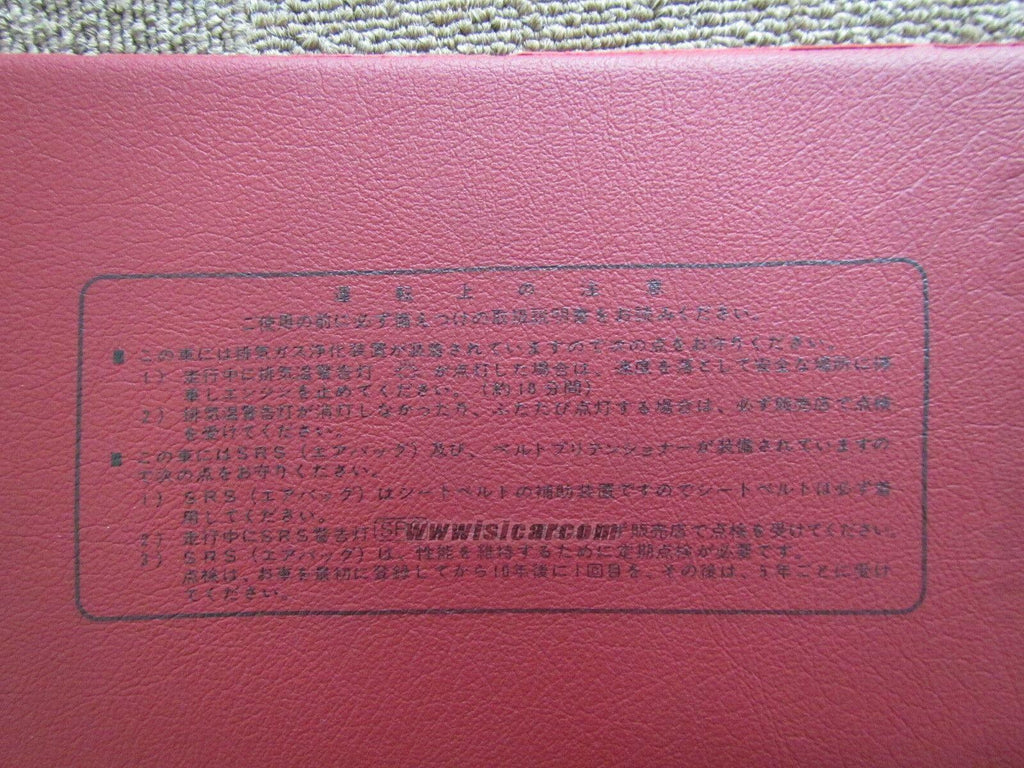 運転上の注意
ご使用の前に必ず備えつけの取扱説明書をお読みください。
■ この車には排気ガス浄化装置が装着されていますので次の点をお守りください。
1) 走行中に排気温警告灯 が点灯した場合は、速度を落として安全な場所に停
車しエンジンを止めてください。(約10分間)
2) 排気温警告灯が消灯しなかったり、ふたたび点灯する場合は、必ず販売店で点検
を受けてください。
■ この車にはSRS(エアバッグ)及び、ベルトプリテンショナーが装備されていますの
で次の点をお守りください。
1) SRS(エアバッグ)はシートベルトの補助装置ですのでシートベルトは必ず着
用してください。
2) 走行中にSRS警告灯 販売店で点検を受けてください。
wwwisicarcom
3) SRS(エアバッグ)は、性能を維持するために定期点検が必要です。
点検は、お車を最初に登録してから10年後に1回目を、その後は、5年ごとに受け
てください。